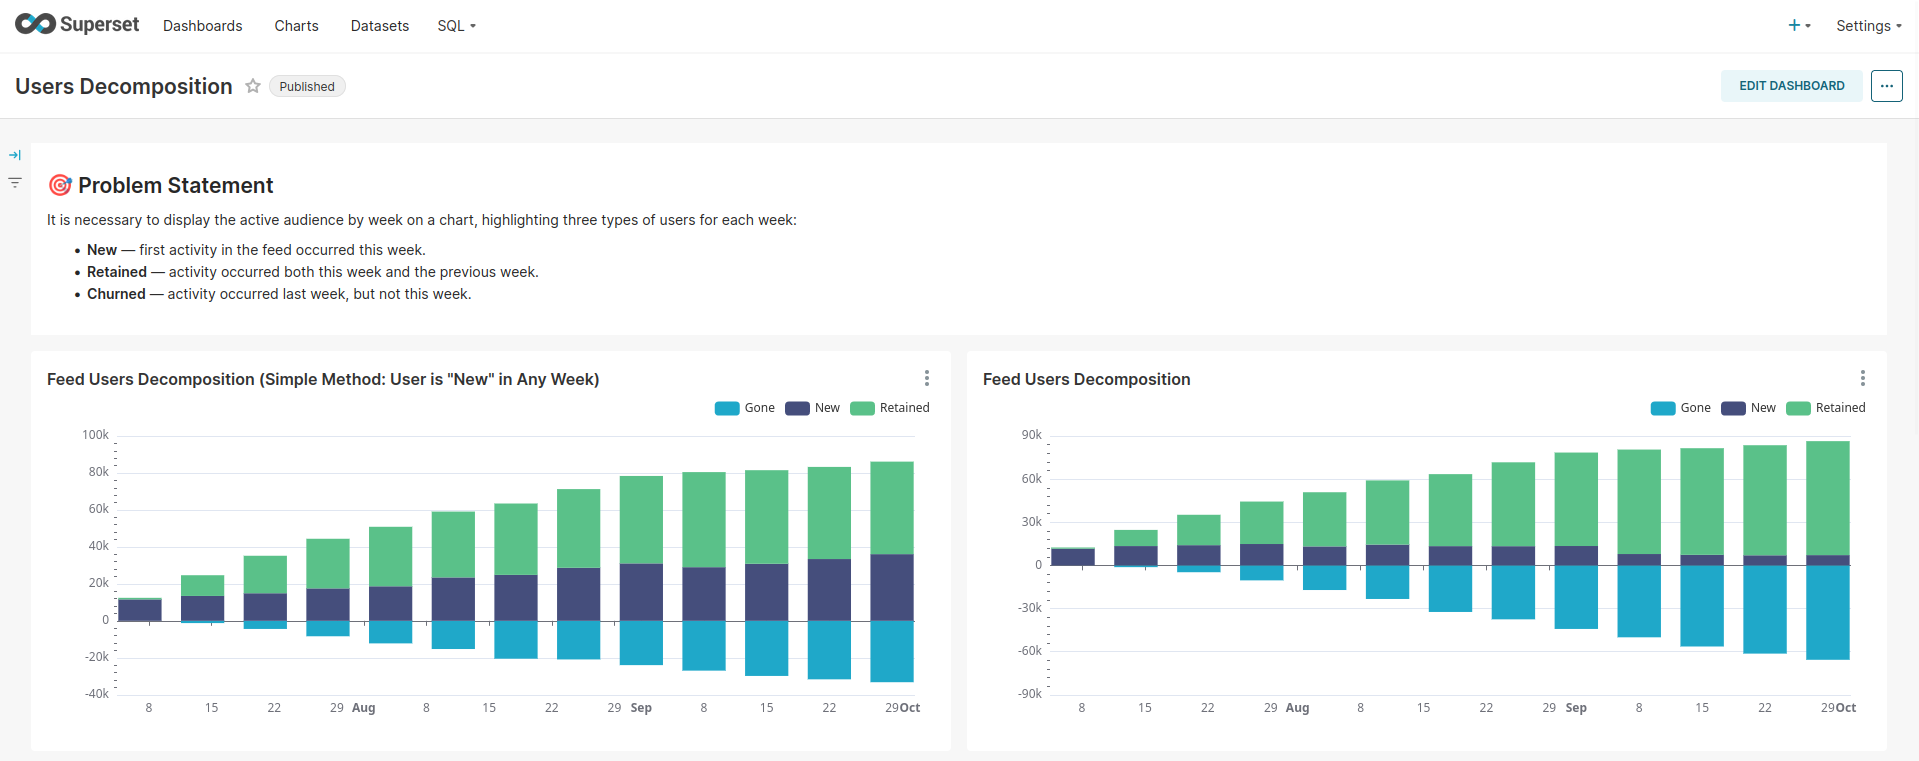 Superset Dashboards Charts Datasets SQL + Settings
Users Decomposition Published EDIT DASHBOARD ...
Problem Statement
It is necessary to display the active audience by week on a chart, highlighting three types of users for each week:
• New — first activity in the feed occurred this week.
• Retained — activity occurred both this week and the previous week.
• Churned — activity occurred last week, but not this week.
Feed Users Decomposition (Simple Method: User is "New" in Any Week)
Gone New Retained
100k
80k
60k
40k
20k
0
-20k
-40k
8 15 22 29 Aug 8 15 22 29 Sep 8 15 22 29 Oct
Feed Users Decomposition
Gone New Retained
90k
60k
30k
0
-30k
-60k
-90k
8 15 22 29 Aug 8 15 22 29 Sep 8 15 22 29 Oct